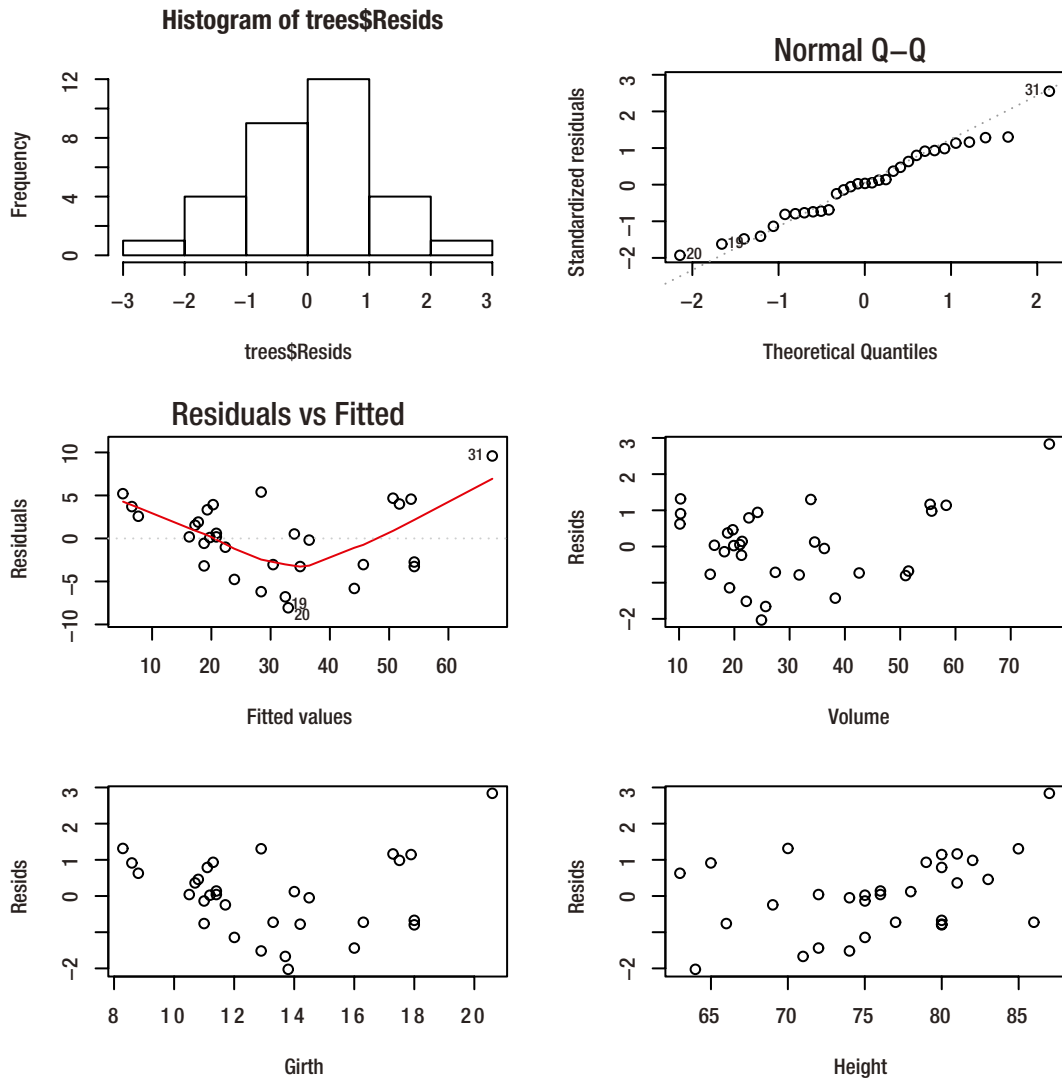 Histogram of trees$Resids
Frequency
12
8
4
0
−3 −2 −1 0 1 2 3
trees$Resids
Normal Q−Q
Standardized residuals
3
2
1
0
−1
−2
31
19
20
−2 −1 0 1 2
Theoretical Quantiles
Residuals vs Fitted
Residuals
10
5
0
−5
−10
31
19
20
10 20 30 40 50 60
Fitted values
Resids
3
2
1
0
−2
10 20 30 40 50 60 70
Volume
Resids
3
2
1
0
−2
8 10 12 14 16 18 20
Girth
Resids
3
2
1
0
−2
65 70 75 80 85
Height